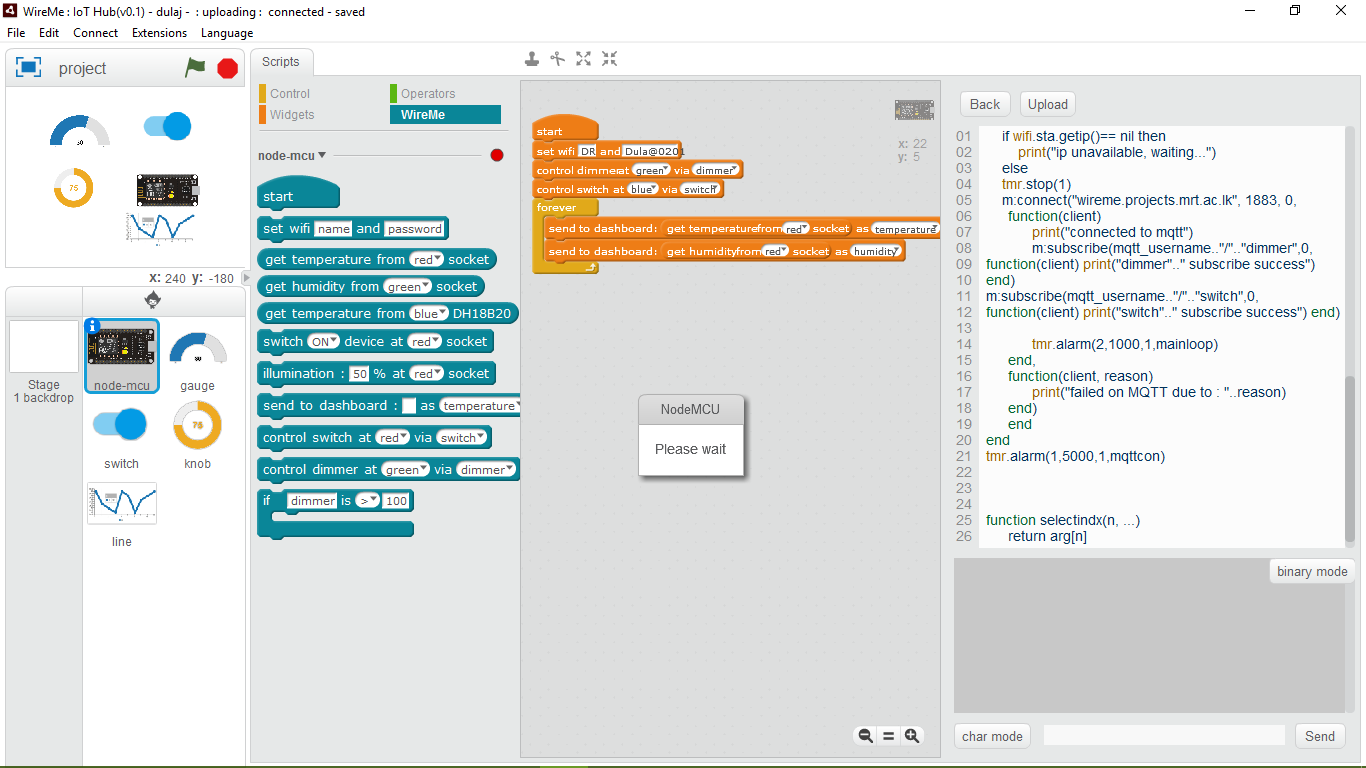 WireMe : IoT Hub(v0.1) - dulaj - : uploading : connected - saved
File Edit Connect Extensions Language
project
x: 240 y: -180
Stage
1 backdrop
node-mcu
gauge
switch
knob
line
75
Scripts
Control
Operators
Widgets
WireMe
node-mcu
start
set wifi name and password
get temperature from red socket
get humidity from green socket
get temperature from blue DH18B20
switch ON device at red socket
illumination : 50 % at red socket
send to dashboard : as temperature
control switch at red via switch
control dimmer at green via dimmer
if dimmer is > 100
start
set wifi DR and Dula@0201
control dimmeat green via dimmer
control switch at blue via switch
forever
send to dashboard: get temperaturefrom red socket as temperature
send to dashboard: get humidityfrom red socket as humidity
x: 22
y: 5
NodeMCU
Please wait
Back
Upload
01 if wifi.sta.getip()== nil then
02 print("ip unavailable, waiting...")
03 else
04 tmr.stop(1)
05 m:connect("wireme.projects.mrt.ac.lk", 1883, 0,
06 function(client)
07 print("connected to mqtt")
08 m:subscribe(mqtt_username.."/".."dimmer",0,
09 function(client) print("dimmer".." subscribe success")
10 end)
11 m:subscribe(mqtt_username.."/".."switch",0,
12 function(client) print("switch".." subscribe success") end)
13
14 tmr.alarm(2,1000,1,mainloop)
15 end,
16 function(client, reason)
17 print("failed on MQTT due to : "..reason)
18 end)
19 end
20 end
21 tmr.alarm(1,5000,1,mqttcon)
22
23
24
25 function selectindx(n, ...)
26 return arg[n]
binary mode
char mode
Send